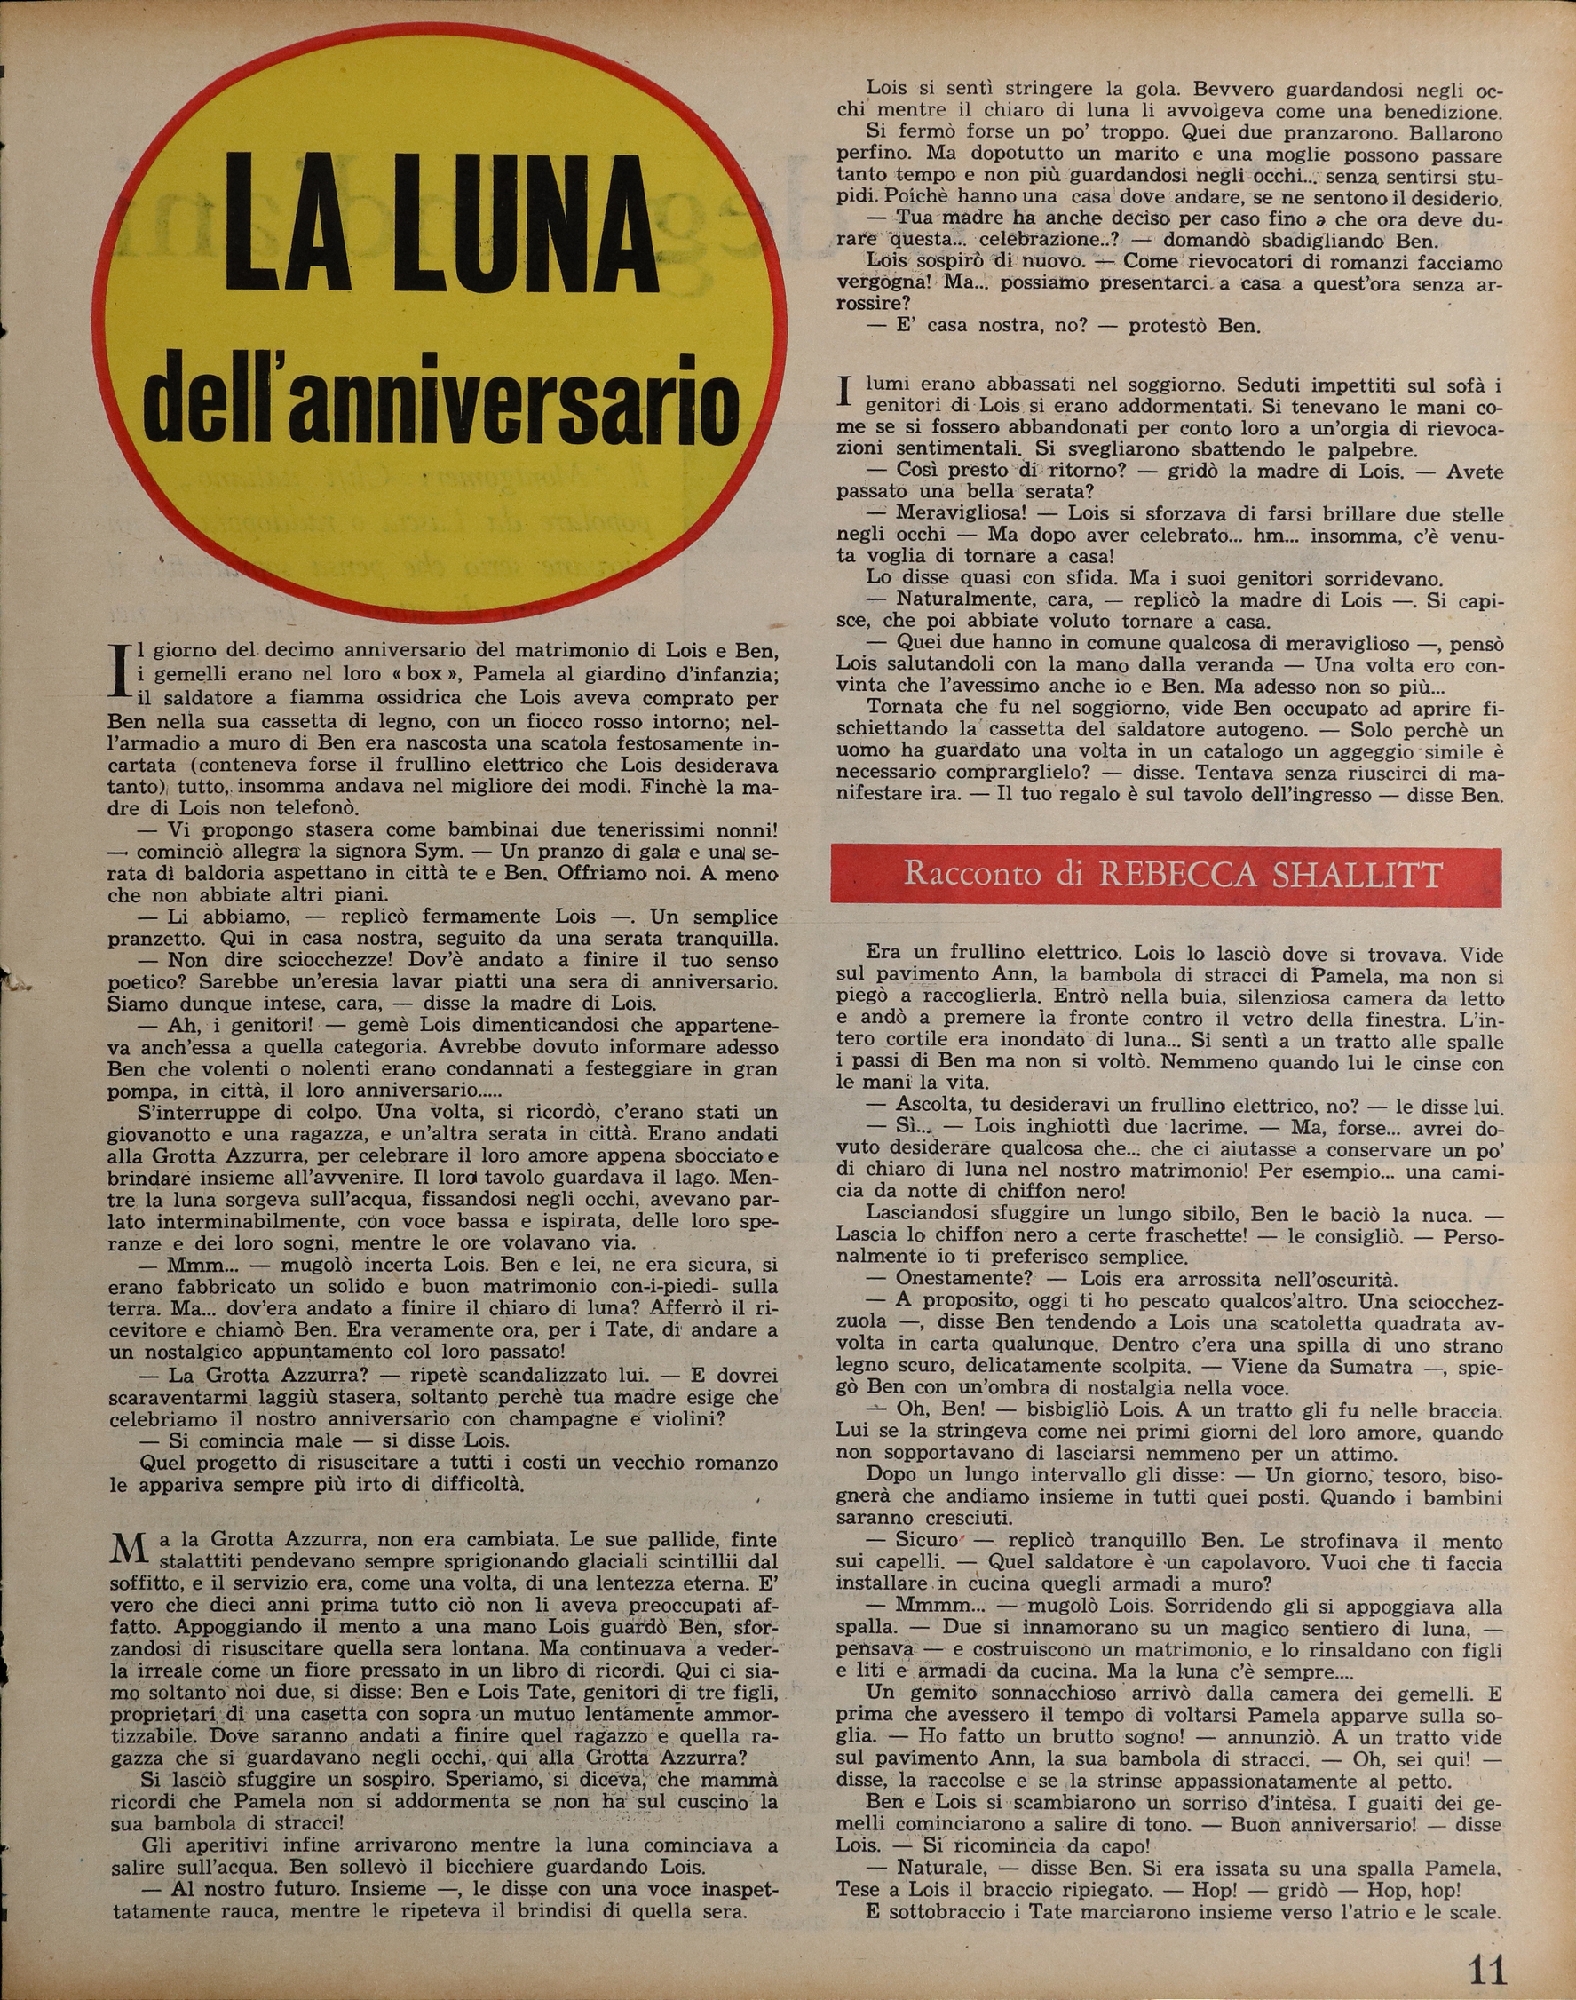 LA LUNA
dell'anniversario
Il giorno del decimo anniversario del matrimonio di Lois e Ben,
i gemelli erano nel loro « box », Pamela al giardino d'infanzia;
il saldatore a fiamma ossidrica che Lois aveva comprato per
Ben nella sua cassetta di legno, con un fiocco rosso intorno; nel-
l'armadio a muro di Ben era nascosta una scatola festosamente in-
cartata (conteneva forse il frullino elettrico che Lois desiderava
tanto), tutto, insomma andava nel migliore dei modi. Finchè la ma-
dre di Lois non telefonò.
— Vi propongo stasera come bambinai due tenerissimi nonni!
— cominciò allegra la signora Sym. — Un pranzo di gala e una se-
rata di baldoria aspettano in città te e Ben. Offriamo noi. A meno
che non abbiate altri piani.
— Li abbiamo, — replicò fermamente Lois —. Un semplice
pranzetto. Qui in casa nostra, seguito da una serata tranquilla.
— Non dire sciocchezze! Dov'è andato a finire il tuo senso
poetico? Sarebbe un'eresia lavar piatti una sera di anniversario.
Siamo dunque intese, cara, — disse la madre di Lois.
— Ah, i genitori! — gemè Lois dimenticandosi che appartene-
va anch'essa a quella categoria. Avrebbe dovuto informare adesso
Ben che volenti o nolenti erano condannati a festeggiare in gran
pompa, in città, il loro anniversario.....
S'interruppe di colpo. Una volta, si ricordò, c'erano stati un
giovanotto e una ragazza, e un'altra serata in città. Erano andati
alla Grotta Azzurra, per celebrare il loro amore appena sbocciato e
brindare insieme all'avvenire. Il loro tavolo guardava il lago. Men-
tre la luna sorgeva sull'acqua, fissandosi negli occhi, avevano par-
lato interminabilmente, con voce bassa e ispirata, delle loro spe-
ranze e dei loro sogni, mentre le ore volavano via.
— Mmm... — mugolò incerta Lois. Ben e lei, ne era sicura, si
erano fabbricato un solido e buon matrimonio con-i-piedi- sulla
terra. Ma... dov'era andato a finire il chiaro di luna? Afferrò il ri-
cevitore e chiamò Ben. Era veramente ora, per i Tate, di andare a
un nostalgico appuntamento col loro passato!
— La Grotta Azzurra? — ripetè scandalizzato lui. — E dovrei
scaraventarmi laggiù stasera, soltanto perchè tua madre esige che
celebriamo il nostro anniversario con champagne e violini?
— Si comincia male — si disse Lois.
Quel progetto di risuscitare a tutti i costi un vecchio romanzo
le appariva sempre più irto di difficoltà.
Ma la Grotta Azzurra, non era cambiata. Le sue pallide, finte
stalattiti pendevano sempre sprigionando glaciali scintillii dal
soffitto, e il servizio era, come una volta, di una lentezza eterna. E'
vero che dieci anni prima tutto ciò non li aveva preoccupati af-
fatto. Appoggiando il mento a una mano Lois guardò Ben, sfor-
zandosi di risuscitare quella sera lontana. Ma continuava a veder-
la irreale come un fiore pressato in un libro di ricordi. Qui ci sia-
mo soltanto noi due, si disse: Ben e Lois Tate, genitori di tre figli,
proprietari di una casetta con sopra un mutuo lentamente ammor-
tizzabile. Dove saranno andati a finire quel ragazzo e quella ra-
gazza che si guardavano negli occhi, qui alla Grotta Azzurra?
Si lasciò sfuggire un sospiro. Speriamo, si diceva, che mammà
ricordi che Pamela non si addormenta se non ha sul cuscino la
sua bambola di stracci!
Gli aperitivi infine arrivarono mentre la luna cominciava a
salire sull'acqua. Ben sollevò il bicchiere guardando Lois.
— Al nostro futuro. Insieme —, le disse con una voce inaspet-
tatamente rauca, mentre le ripeteva il brindisi di quella sera.
Lois si sentì stringere la gola. Bevvero guardandosi negli oc-
chi mentre il chiaro di luna li avvolgeva come una benedizione.
Si fermò forse un po' troppo. Quei due pranzarono. Ballarono
perfino. Ma dopotutto un marito e una moglie possono passare
tanto tempo e non più guardandosi negli occhi... senza sentirsi stu-
pidi. Poichè hanno una casa dove andare, se ne sentono il desiderio.
— Tua madre ha anche deciso per caso fino a che ora deve du-
rare questa... celebrazione..? — domandò sbadigliando Ben.
Lois sospirò di nuovo. — Come rievocatori di romanzi facciamo
vergogna! Ma... possiamo presentarci a casa a quest'ora senza ar-
rossire?
— E' casa nostra, no? — protestò Ben.
I lumi erano abbassati nel soggiorno. Seduti impettiti sul sofà i
genitori di Lois si erano addormentati. Si tenevano le mani co-
me se si fossero abbandonati per conto loro a un'orgia di rievoca-
zioni sentimentali. Si svegliarono sbattendo le palpebre.
— Così presto di ritorno? — gridò la madre di Lois. — Avete
passato una bella serata?
— Meravigliosa! — Lois si sforzava di farsi brillare due stelle
negli occhi — Ma dopo aver celebrato... hm... insomma, c'è venu-
ta voglia di tornare a casa!
Lo disse quasi con sfida. Ma i suoi genitori sorridevano.
— Naturalmente, cara, — replicò la madre di Lois —. Si capi-
sce, che poi abbiate voluto tornare a casa.
— Quei due hanno in comune qualcosa di meraviglioso —, pensò
Lois salutandoli con la mano dalla veranda — Una volta ero con-
vinta che l'avessimo anche io e Ben. Ma adesso non so più...
Tornata che fu nel soggiorno, vide Ben occupato ad aprire fi-
schiettando la cassetta del saldatore autogeno. — Solo perchè un
uomo ha guardato una volta in un catalogo un aggeggio simile è
necessario comprarglielo? — disse. Tentava senza riuscirci di ma-
nifestare ira. — Il tuo regalo è sul tavolo dell'ingresso — disse Ben.
Racconto di REBECCA SHALLITT
Era un frullino elettrico. Lois lo lasciò dove si trovava. Vide
sul pavimento Ann, la bambola di stracci di Pamela, ma non si
piegò a raccoglierla. Entrò nella buia, silenziosa camera da letto
e andò a premere la fronte contro il vetro della finestra. L'in-
tero cortile era inondato di luna... Si sentì a un tratto alle spalle
i passi di Ben ma non si voltò. Nemmeno quando lui le cinse con
le mani la vita.
— Ascolta, tu desideravi un frullino elettrico, no? — le disse lui.
— Sì... — Lois inghiottì due lacrime. — Ma, forse... avrei do-
vuto desiderare qualcosa che... che ci aiutasse a conservare un po'
di chiaro di luna nel nostro matrimonio! Per esempio... una cami-
cia da notte di chiffon nero!
Lasciandosi sfuggire un lungo sibilo, Ben le baciò la nuca. —
Lascia lo chiffon nero a certe fraschette! — le consigliò. — Perso-
nalmente io ti preferisco semplice.
— Onestamente? — Lois era arrossita nell'oscurità.
— A proposito, oggi ti ho pescato qualcos'altro. Una sciocchez-
zuola —, disse Ben tendendo a Lois una scatoletta quadrata av-
volta in carta qualunque. Dentro c'era una spilla di uno strano
legno scuro, delicatamente scolpita. — Viene da Sumatra —, spie-
gò Ben con un'ombra di nostalgia nella voce.
— Oh, Ben! — bisbigliò Lois. A un tratto gli fu nelle braccia.
Lui se la stringeva come nei primi giorni del loro amore, quando
non sopportavano di lasciarsi nemmeno per un attimo.
Dopo un lungo intervallo gli disse: — Un giorno, tesoro, biso-
gnerà che andiamo insieme in tutti quei posti. Quando i bambini
saranno cresciuti.
— Sicuro — replicò tranquillo Ben. Le strofinava il mento
sui capelli. — Quel saldatore è un capolavoro. Vuoi che ti faccia
installare in cucina quegli armadi a muro?
— Mmmm... — mugolò Lois. Sorridendo gli si appoggiava alla
spalla. — Due si innamorano su un magico sentiero di luna, —
pensava — e costruiscono un matrimonio, e lo rinsaldano con figli
e liti e armadi da cucina. Ma la luna c'è sempre....
Un gemito sonnacchioso arrivò dalla camera dei gemelli. E
prima che avessero il tempo di voltarsi Pamela apparve sulla so-
glia. — Ho fatto un brutto sogno! — annunziò. A un tratto vide
sul pavimento Ann, la sua bambola di stracci. — Oh, sei qui! —
disse, la raccolse e se la strinse appassionatamente al petto.
Ben e Lois si scambiarono un sorriso d'intesa. I guaiti dei ge-
melli cominciarono a salire di tono. — Buon anniversario! — disse
Lois. — Si ricomincia da capo!
— Naturale, — disse Ben. Si era issata su una spalla Pamela.
Tese a Lois il braccio ripiegato. — Hop! — gridò — Hop, hop!
E sottobraccio i Tate marciarono insieme verso l'atrio e le scale.
11